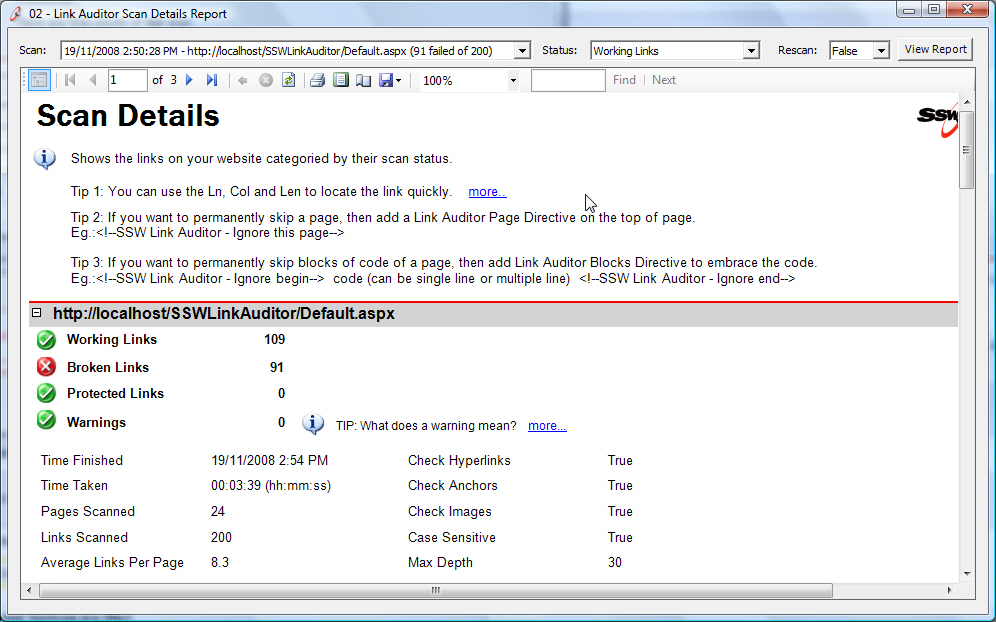 02 - Link Auditor Scan Details Report
Scan: 19/11/2008 2:50:28 PM - http://localhost/SSWLinkAuditor/Default.aspx (91 failed of 200) Status: Working Links Rescan: False View Report
1 of 3 100% Find | Next
Scan Details
SSW
Shows the links on your website categoried by their scan status.
Tip 1: You can use the Ln, Col and Len to locate the link quickly. more..
Tip 2: If you want to permanently skip a page, then add a Link Auditor Page Directive on the top of page.
Eg.:<!--SSW Link Auditor - Ignore this page-->
Tip 3: If you want to permanently skip blocks of code of a page, then add Link Auditor Blocks Directive to embrace the code.
Eg.:<!--SSW Link Auditor - Ignore begin--> code (can be single line or multiple line) <!--SSW Link Auditor - Ignore end-->
http://localhost/SSWLinkAuditor/Default.aspx
Working Links 109
Broken Links 91
Protected Links 0
Warnings 0 TIP: What does a warning mean? more...
Time Finished 19/11/2008 2:54 PM Check Hyperlinks True
Time Taken 00:03:39 (hh:mm:ss) Check Anchors True
Pages Scanned 24 Check Images True
Links Scanned 200 Case Sensitive True
Average Links Per Page 8.3 Max Depth 30